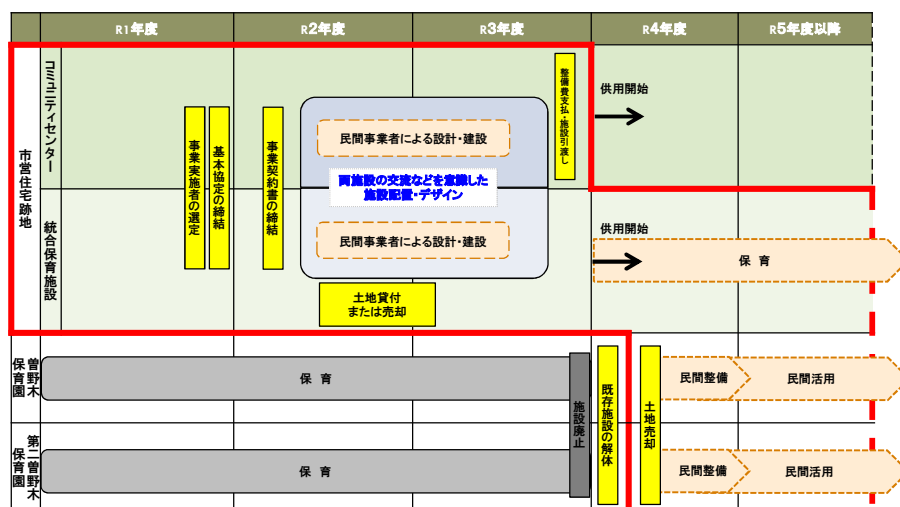 R1年度
R2年度
R3年度
R4年度
R5年度以降
市営住宅跡地
コミュニティセンター
事業実施者の選定
基本協定の締結
事業契約書の締結
民間事業者による設計・建設
両施設の交流などを意識した
施設配置・デザイン
整備費支払・施設引渡し
供用開始
統合保育施設
民間事業者による設計・建設
土地貸付
または売却
供用開始
保 育
曽野木
保育園
保 育
施設廃止
既存施設の解体
土地売却
民間整備
民間活用
第二曽野木
保育園
保 育
民間整備
民間活用